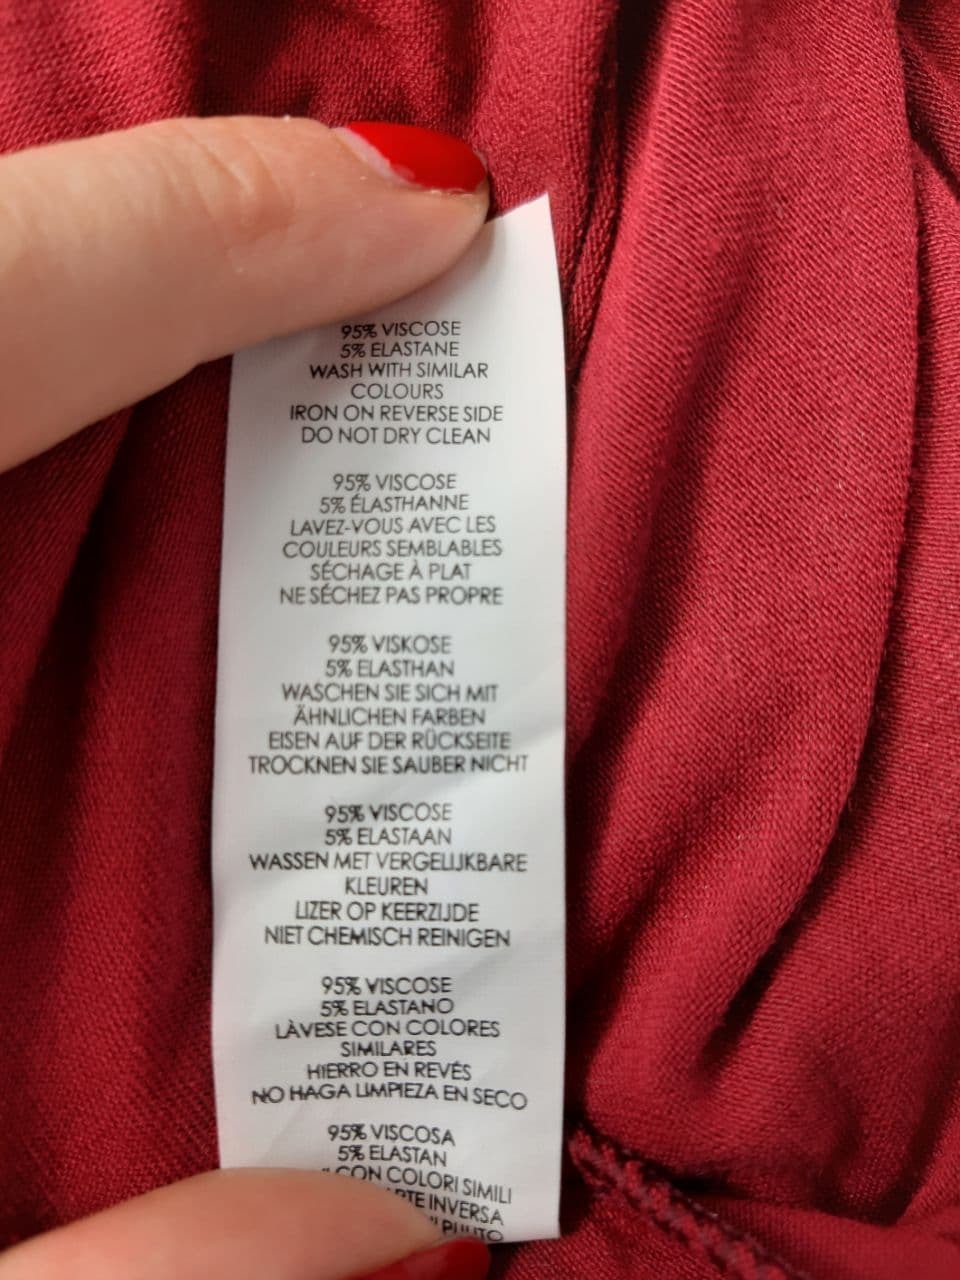 95% VISCOSE
5% ELASTANE
WASH WITH SIMILAR
COLOURS
IRON ON REVERSE SIDE
DO NOT DRY CLEAN
95% VISCOSE
5% ÉLASTHANNE
LAVEZ-VOUS AVEC LES
COULEURS SEMBLABLES
SÉCHAGE À PLAT
NE SÉCHEZ PAS PROPRE
95% VISKOSE
5% ELASTHAN
WASCHEN SIE SICH MIT
ÄHNLICHEN FARBEN
EISEN AUF DER RÜCKSEITE
TROCKNEN SIE SAUBER NICHT
95% VISCOSE
5% ELASTAAN
WASSEN MET VERGELIJKBARE
KLEUREN
IJZER OP KEERZIJDE
NIET CHEMISCH REINIGEN
95% VISCOSE
5% ELASTANO
LÀVESE CON COLORES
SIMILARES
HIERRO EN REVÉS
NO HAGA LIMPIEZA EN SECO
95% VISCOSA
5% ELASTAN
CON COLORI SIMILI
INVERSA